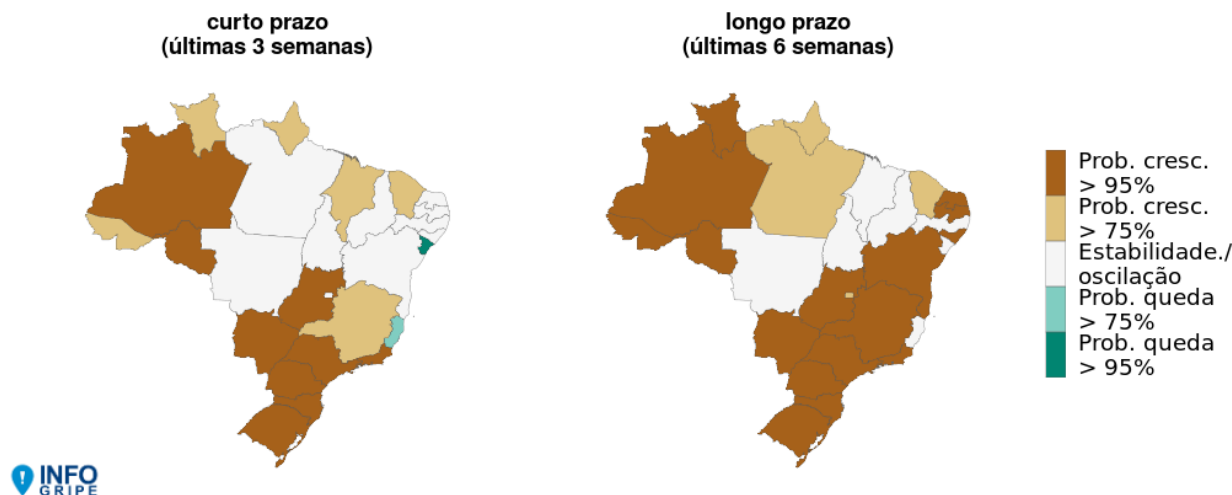 curto prazo
(últimas 3 semanas)
longo prazo
(últimas 6 semanas)
Prob. cresc.
> 95%
Prob. cresc.
> 75%
Estabilidade./
oscilação
Prob. queda
> 75%
Prob. queda
> 95%
INFO
GRIPE